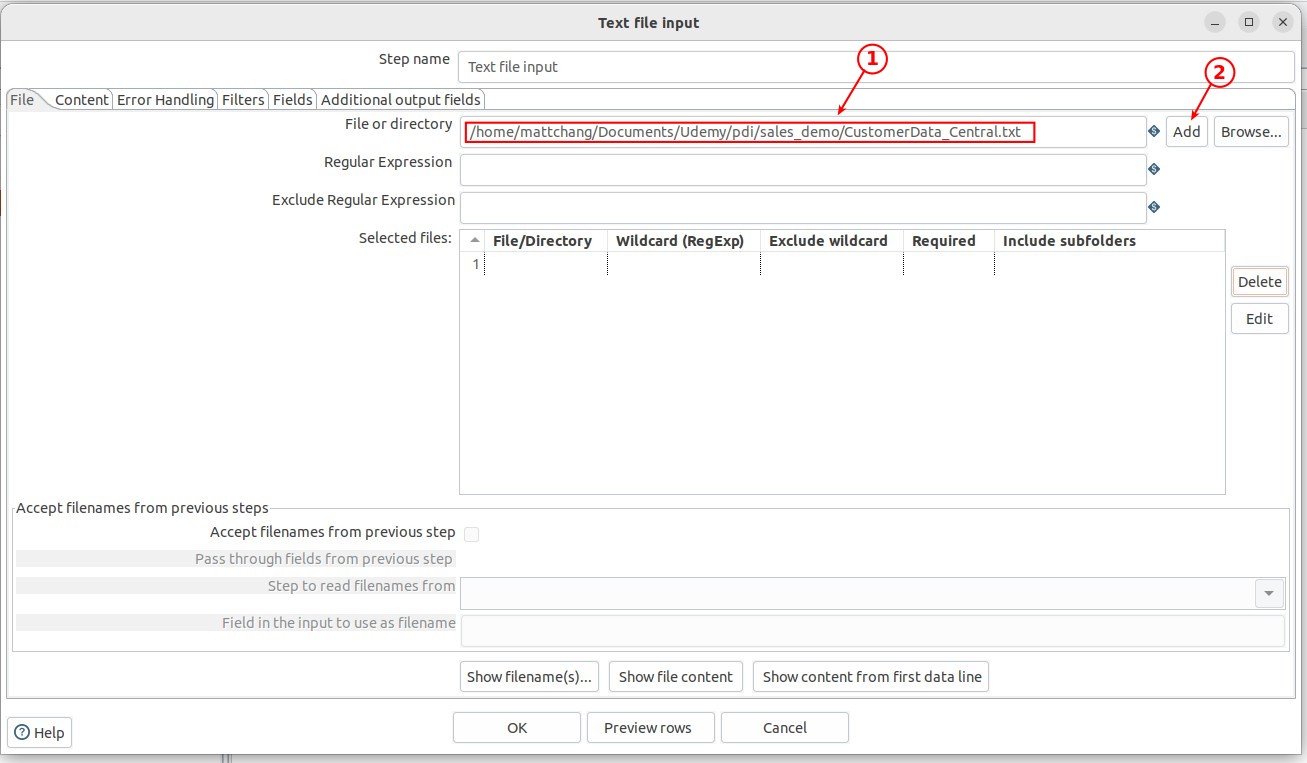 Text file input
Step name Text file input
1
2
File Content Error Handling Filters Fields Additional output fields
File or directory /home/mattchang/Documents/Udemy/pdi/sales_demo/CustomerData_Central.txt Add Browse...
Regular Expression
Exclude Regular Expression
Selected files: File/Directory Wildcard (RegExp) Exclude wildcard Required Include subfolders
1
Delete
Edit
Accept filenames from previous steps
Accept filenames from previous step
Pass through fields from previous step
Step to read filenames from
Field in the input to use as filename
Show filename(s)... Show file content Show content from first data line
Help OK Preview rows Cancel